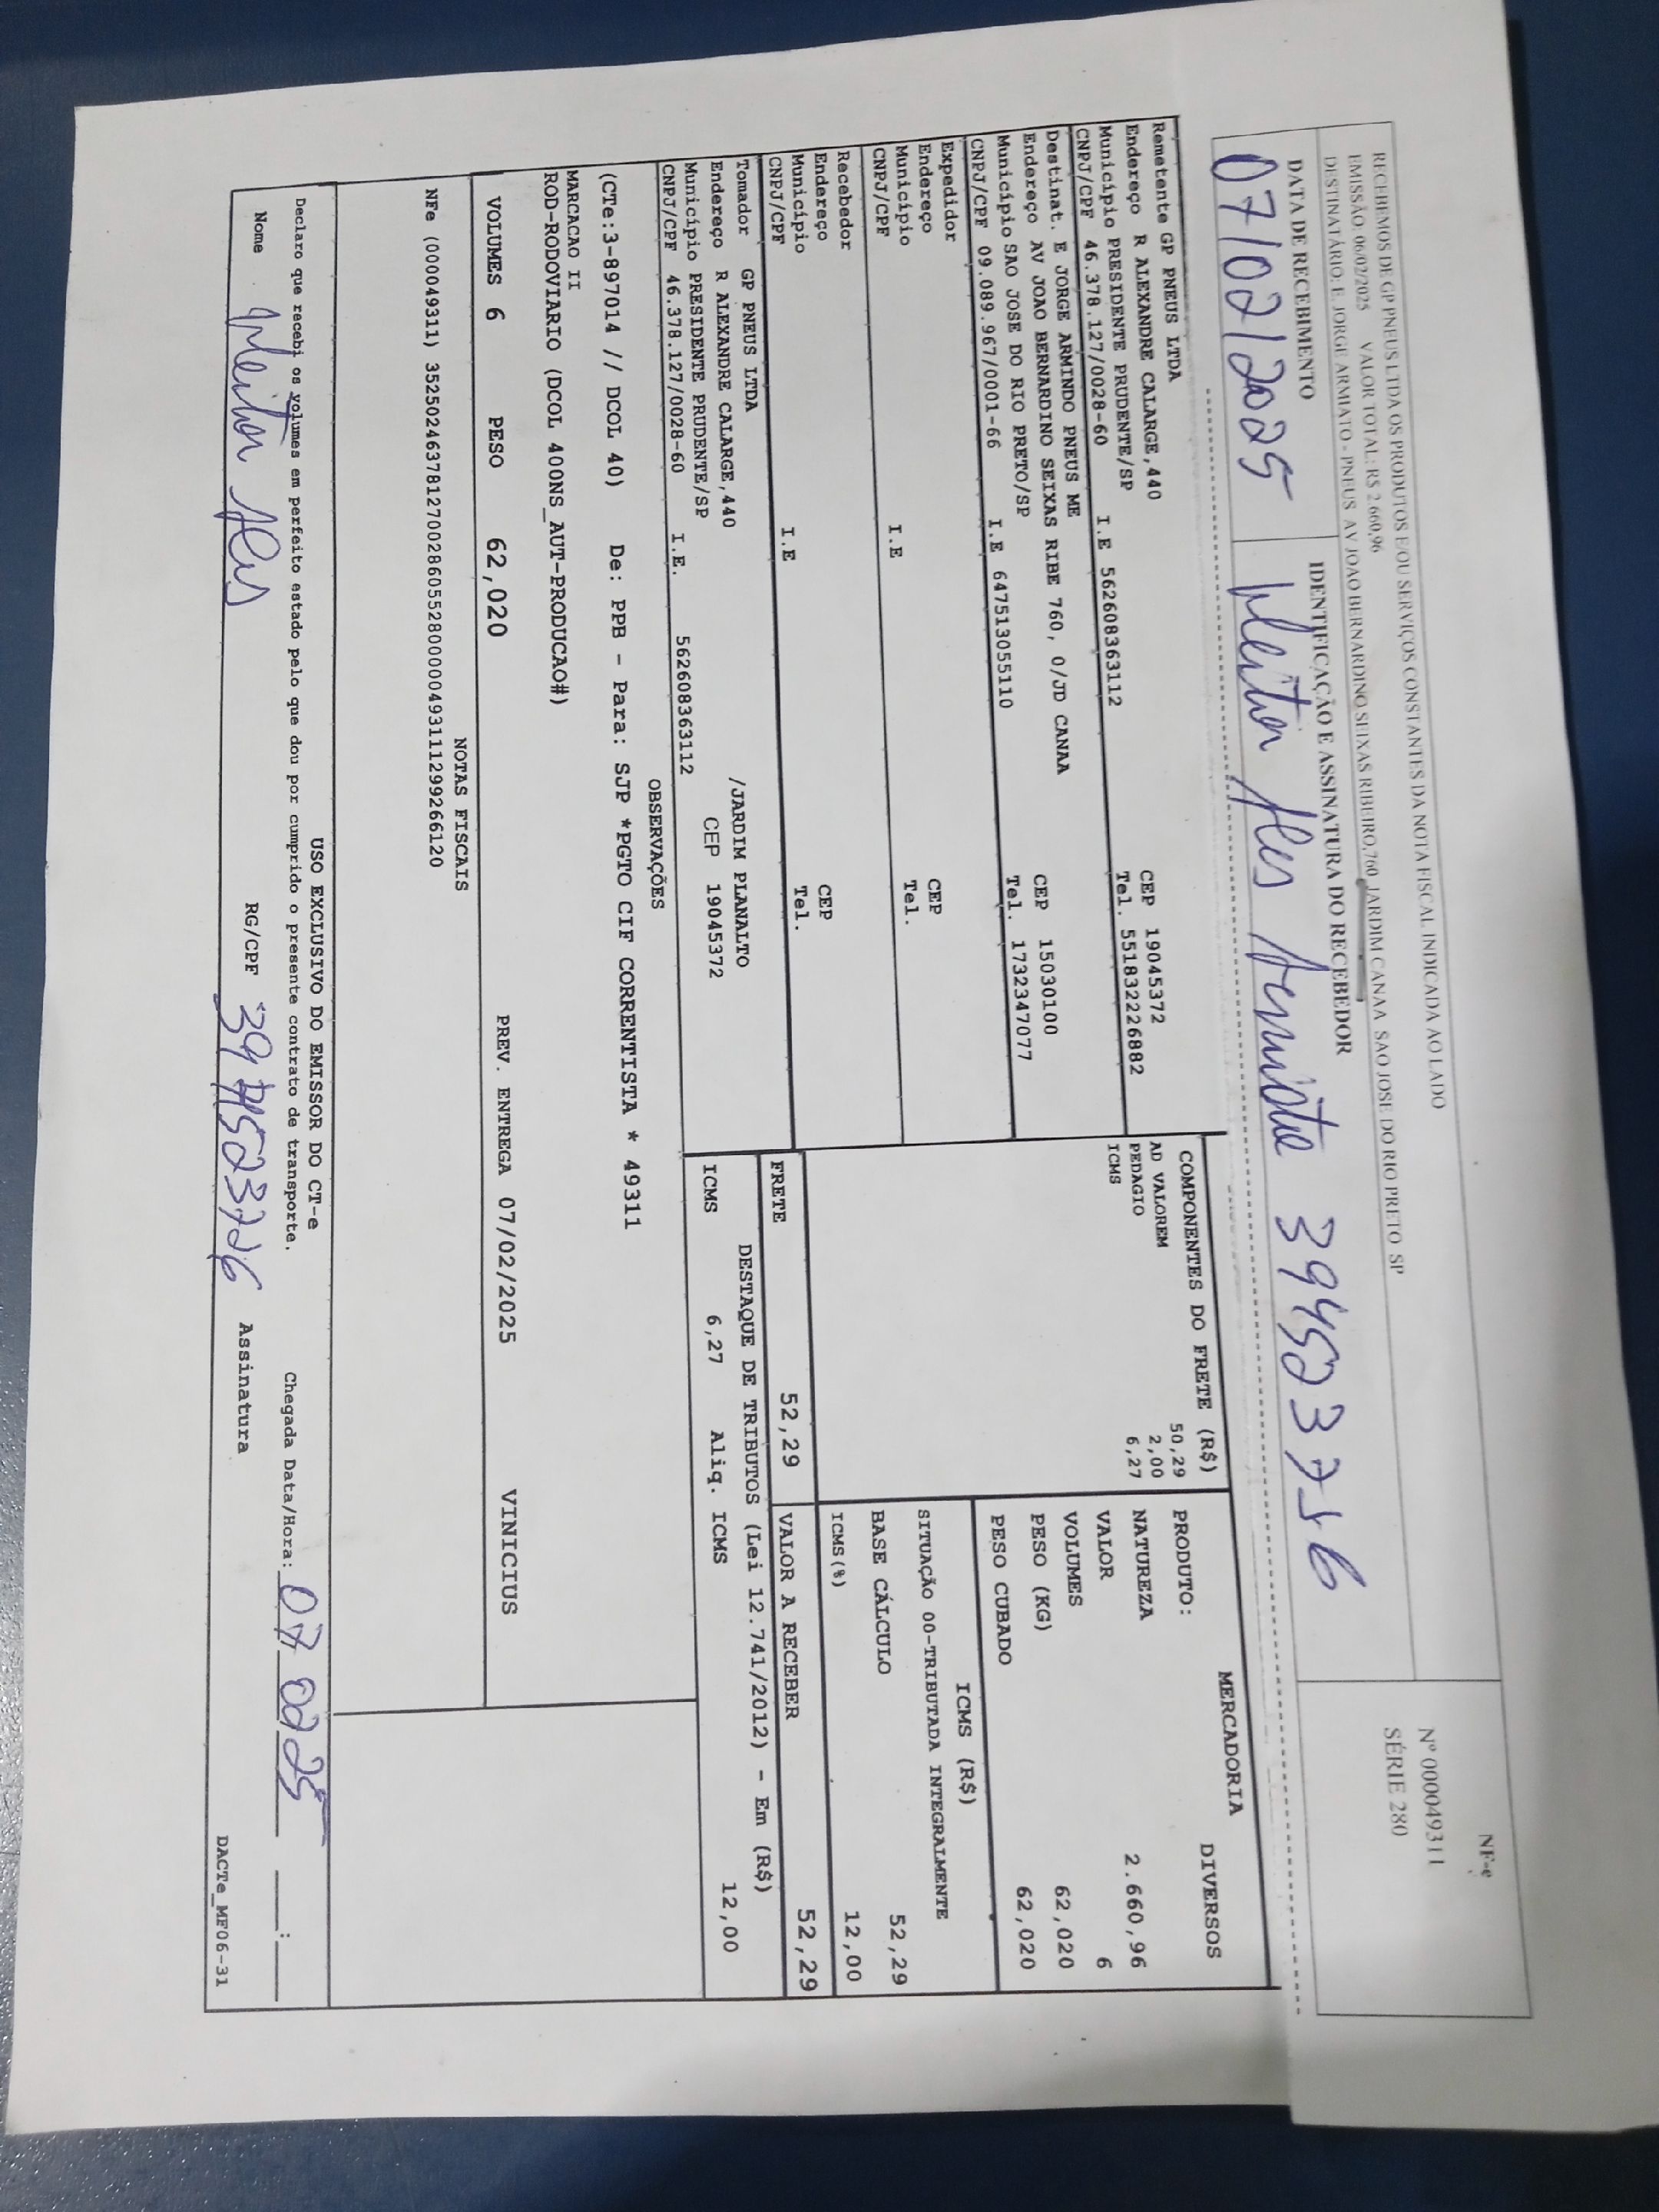 RECEBEMOS DE GP PNEUS LTDA OS PRODUTOS E/OU SERVIÇOS CONSTANTES DA NOTA FISCAL INDICADA AO LADO
EMISSÃO: 06/02/2025 VALOR TOTAL: R$ 2.660,96
DESTINATÁRIO: E. JORGE ARMIATO - PNEUS AV JOAO BERNARDINO SEIXAS RIBEIRO,760 JARDIM CANAA SAO JOSE DO RIO PRETO SP
NF-e
Nº 000049311
SÉRIE 280
DATA DE RECEBIMENTO
IDENTIFICAÇÃO E ASSINATURA DO RECEBEDOR
07/02/2025
Remetente GP PNEUS LTDA
Endereço R ALEXANDRE CALARGE,440
CEP 19045372
Município PRESIDENTE PRUDENTE/SP
Tel. 551832226882
CNPJ/CPF 46.378.127/0028-60 I.E 562608363112
Destinat. E JORGE ARMINDO PNEUS ME
Endereço AV JOAO BERNARDINO SEIXAS RIBE 760, 0/JD CANAA
CEP 15030100
Município SAO JOSE DO RIO PRETO/SP
Tel. 1732347077
CNPJ/CPF 09.089.967/0001-66 I.E 647513055110
Expedidor
Endereço
CEP
Município
Tel.
CNPJ/CPF I.E
Recebedor
Endereço
CEP
Município
Tel.
CNPJ/CPF I.E
Tomador GP PNEUS LTDA
/JARDIM PLANALTO
Endereço R ALEXANDRE CALARGE,440
CEP 19045372
Município PRESIDENTE PRUDENTE/SP
CNPJ/CPF 46.378.127/0028-60 I.E. 562608363112
COMPONENTES DO FRETE (R$)
AD VALOREM 50,29
PEDAGIO 2,00
ICMS 6,27
MERCADORIA
PRODUTO: DIVERSOS
NATUREZA
VALOR 2.660,96
VOLUMES 6
PESO (KG) 62,020
PESO CUBADO 62,020
ICMS (R$)
SITUAÇÃO 00-TRIBUTADA INTEGRALMENTE
BASE CÁLCULO 52,29
ICMS(%) 12,00
FRETE 52,29
VALOR A RECEBER 52,29
DESTAQUE DE TRIBUTOS (Lei 12.741/2012) - Em (R$)
ICMS 6,27 Aliq. ICMS 12,00
OBSERVAÇÕES
(CTe:3-897014 // DCOL 40) De: PPB - Para: SJP *PGTO CIF CORRENTISTA * 49311
MARCACAO II
ROD-RODOVIARIO (DCOL 400NS_AUT-PRODUCAO#)
VOLUMES 6 PESO 62,020 PREV. ENTREGA 07/02/2025 VINICIUS
NOTAS FISCAIS
NFe (000049311) 35250246378127002860552800000493111299266120
USO EXCLUSIVO DO EMISSOR DO CT-e
Declaro que recebi os volumes em perfeito estado pelo que dou por cumprido o presente contrato de transporte.
Chegada Data/Hora: 07 02 25 :
Nome RG/CPF Assinatura
DACTe_MF06-31